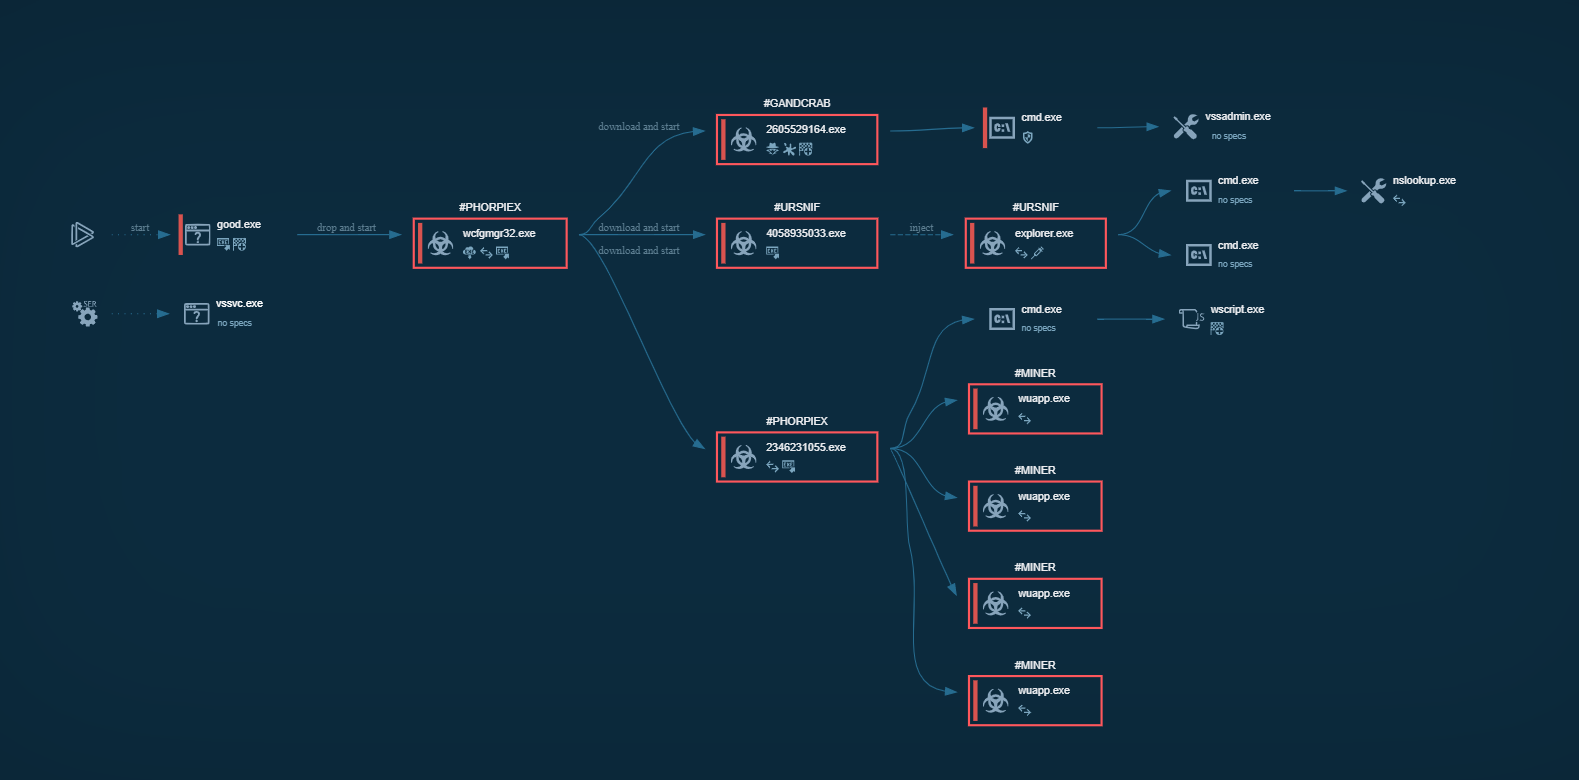 #GANDCRAB
download and start
2605529164.exe
cmd.exe
vssadmin.exe
no specs
#PHORPIEX
#URSNIF
#URSNIF
cmd.exe
no specs
nslookup.exe
start
good.exe
drop and start
wcfgmgr32.exe
download and start
download and start
4058935033.exe
inject
explorer.exe
cmd.exe
no specs
SER
vssvc.exe
no specs
cmd.exe
no specs
wscript.exe
#MINER
wuapp.exe
#PHORPIEX
2346231055.exe
#MINER
wuapp.exe
#MINER
wuapp.exe
#MINER
wuapp.exe